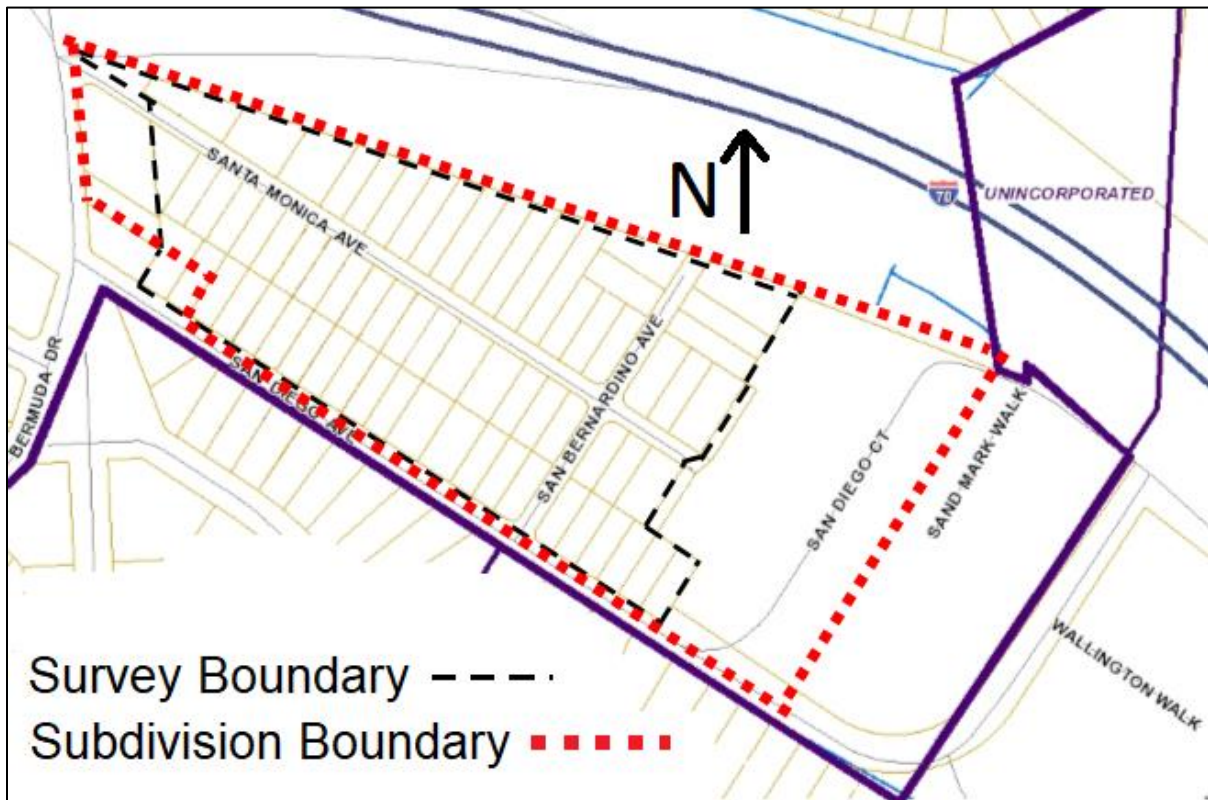 SANTA MONICA AVE
N
70
UNINCORPORATED
BERMUDA DR
SAN DIEGO AVE
SAN BERNARDINO AVE
SAN DIEGO CT
SAND MARK WALK
WALLINGTON WALK
Survey Boundary
Subdivision Boundary